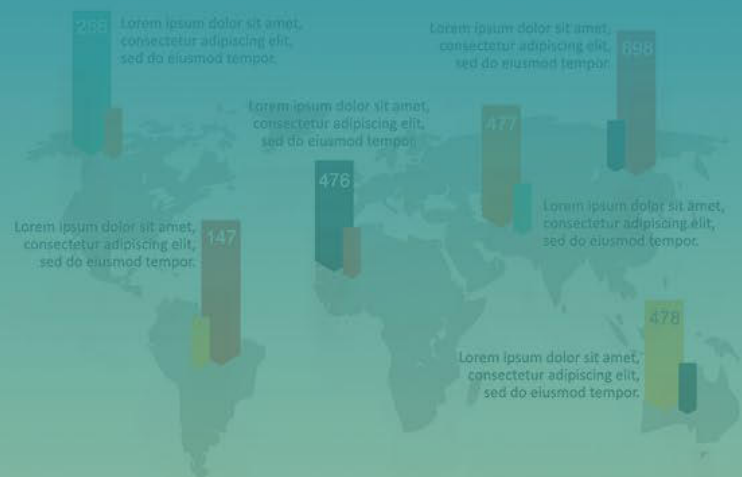 256
Lorem ipsum dolor sit amet,
consectetur adipiscing elit,
sed do eiusmod tempor.
Lorem ipsum dolor sit amet,
consectetur adipiscing elit,
sed do eiusmod tempor.
698
Lorem ipsum dolor sit amet,
consectetur adipiscing elit,
sed do eiusmod tempor.
477
476
Lorem ipsum dolor sit amet,
consectetur adipiscing elit,
sed do eiusmod tempor.
Lorem ipsum dolor sit amet,
consectetur adipiscing elit,
sed do eiusmod tempor.
147
478
Lorem ipsum dolor sit amet,
consectetur adipiscing elit,
sed do eiusmod tempor.